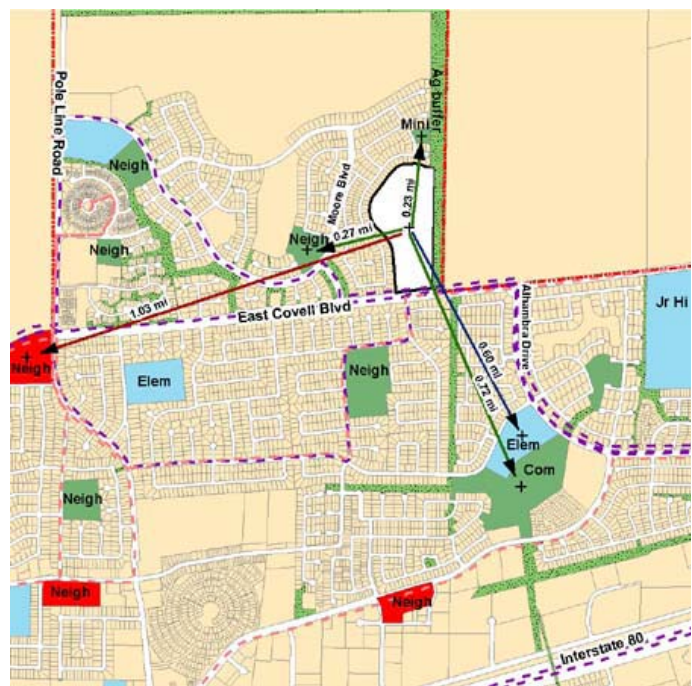 Pole Line Road
Ag buffer
Mini
Neigh
Moore Blvd
0.23 mi
Neigh
0.27 mi
Neigh
1.03 mi
East Covell Blvd
Alhambra Drive
Jr Hi
Neigh
Elem
Neigh
0.60 mi
0.72 mi
Elem
Com
Neigh
Neigh
Neigh
Interstate 80